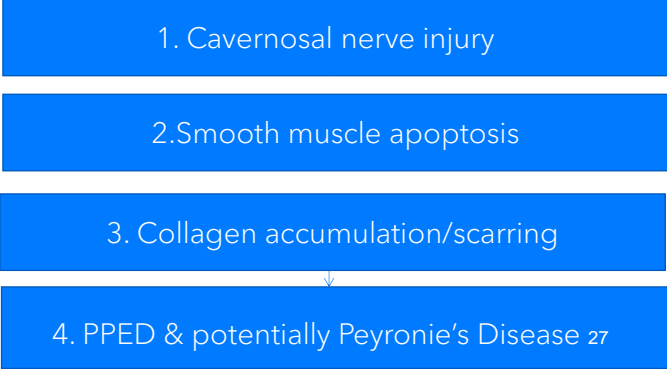 1. Cavernosal nerve injury
2.Smooth muscle apoptosis
3. Collagen accumulation/scarring
4. PPED & potentially Peyronie’s Disease 27